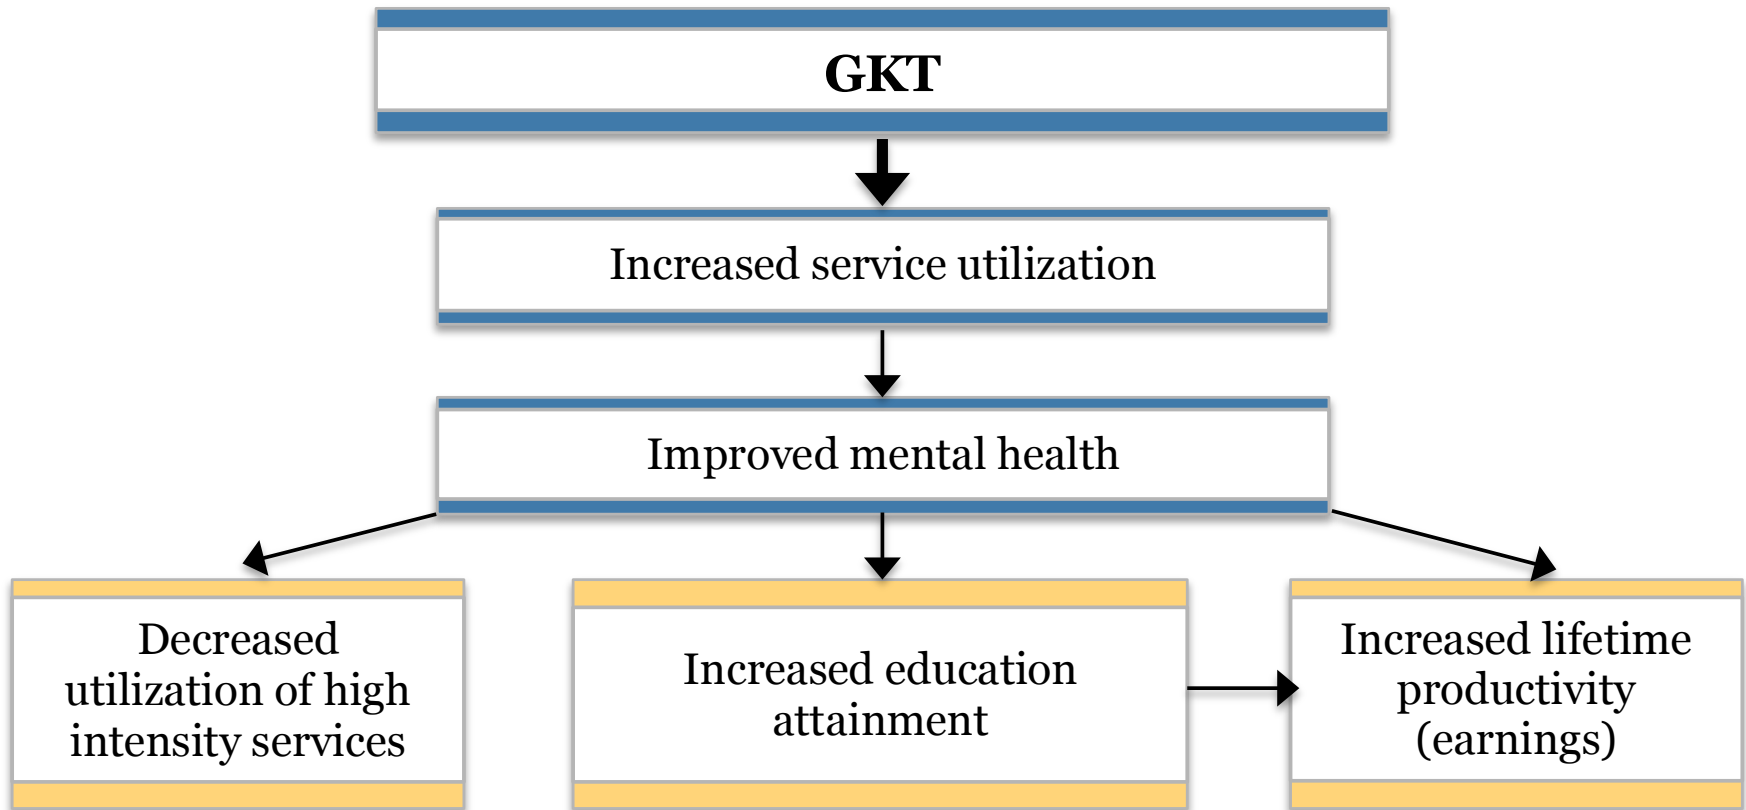 GKT
Increased service utilization
Improved mental health
Decreased
utilization of high
intensity services
Increased education
attainment
Increased lifetime
productivity
(earnings)